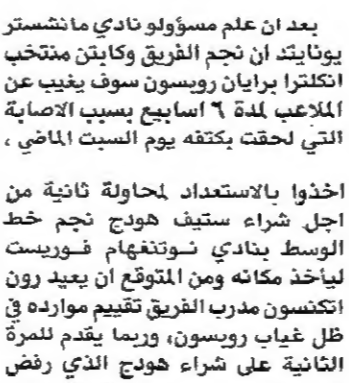 بعد ان علم مسؤولو نادي مانشستر
يونايتد ان نجم الفريق وكابتن منتخب
انكلترا برايان روبسون سوف يغيب عن
الملاعب لمدة ٦ اسابيع بسبب الاصابة
التي لحقت بكتفه يوم السبت الماضي ،
اخذوا بالاستعداد لمحاولة ثانية من
اجل شراء ستيف هودج نجم خط
الوسط بنادي نوتنغهام فوريست
ليأخذ مكانه ومن المتوقع ان يعيد رون
اتكنسون مدرب الفريق تقييم موارده في
ظل غياب روبسون، وربما يقدم للمرة
الثانية على شراء هودج الذي رفض